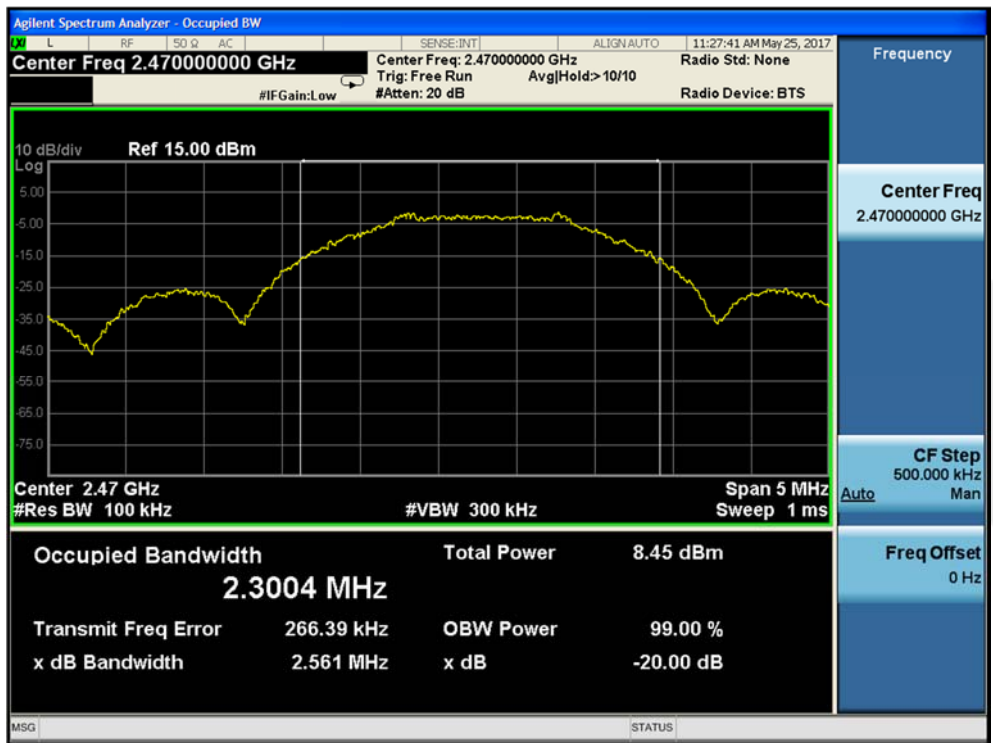 Agilent Spectrum Analyzer - Occupied BW
LXI L RF 50 Ω AC SENSE:INT ALIGN AUTO 11:27:41 AM May 25, 2017
Center Freq 2.470000000 GHz
Center Freq: 2.470000000 GHz Radio Std: None
Trig: Free Run Avg|Hold:> 10/10
#IFGain:Low #Atten: 20 dB Radio Device: BTS
10 dB/div Ref 15.00 dBm
Log
5.00
-5.00
-15.0
-25.0
-35.0
-45.0
-55.0
-65.0
-75.0
Center 2.47 GHz Span 5 MHz
#Res BW 100 kHz #VBW 300 kHz Sweep 1 ms
Occupied Bandwidth Total Power 8.45 dBm
2.3004 MHz
Transmit Freq Error 266.39 kHz OBW Power 99.00 %
x dB Bandwidth 2.561 MHz x dB -20.00 dB
MSG STATUS
Frequency
Center Freq
2.470000000 GHz
CF Step
500.000 kHz
Auto Man
Freq Offset
0 Hz